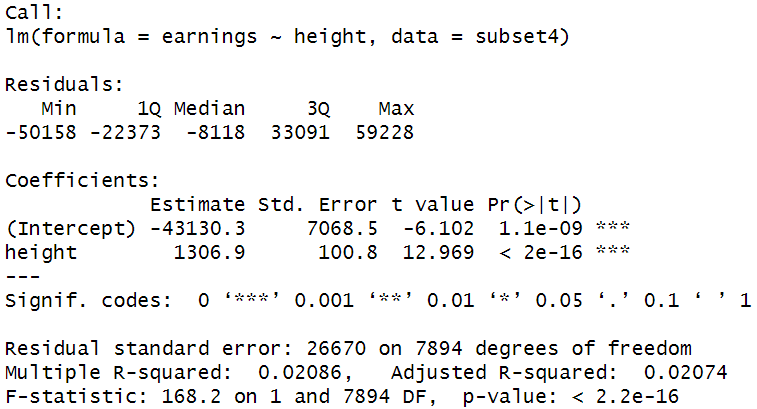 Call:
lm(formula = earnings ~ height, data = subset4)
Residuals:
   Min     1Q Median     3Q    Max
-50158 -22373  -8118  33091  59228
Coefficients:
            Estimate Std. Error t value Pr(>|t|)
(Intercept) -43130.3     7068.5  -6.102  1.1e-09 ***
height        1306.9      100.8  12.969  < 2e-16 ***
---
Signif. codes:  0 ‘***’ 0.001 ‘**’ 0.01 ‘*’ 0.05 ‘.’ 0.1 ‘ ’ 1
Residual standard error: 26670 on 7894 degrees of freedom
Multiple R-squared:  0.02086,   Adjusted R-squared:  0.02074
F-statistic: 168.2 on 1 and 7894 DF,  p-value: < 2.2e-16